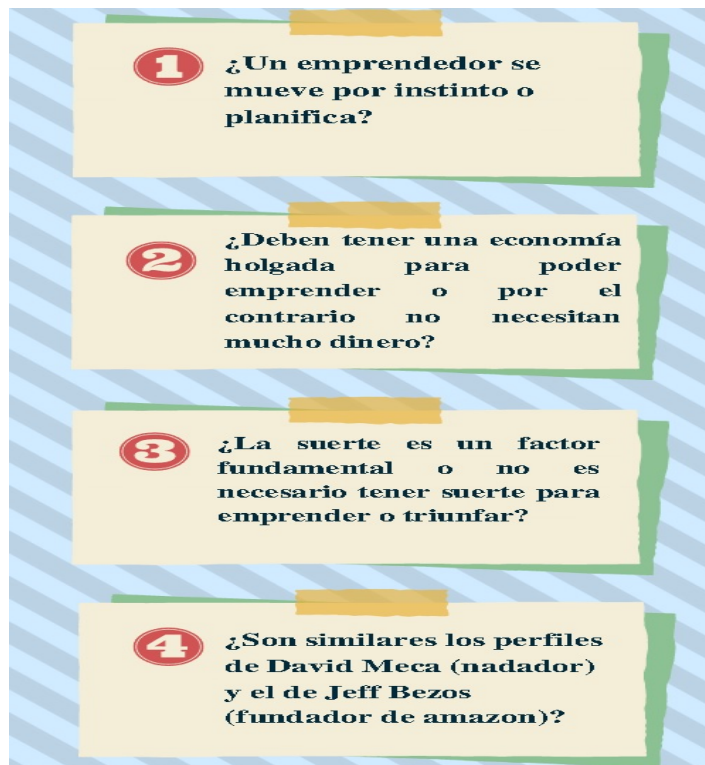 1
¿Un emprendedor se
mueve por instinto o
planifica?
2
¿Deben tener una economía
holgada para poder
emprender o por el
contrario no necesitan
mucho dinero?
3
¿La suerte es un factor
fundamental o no es
necesario tener suerte para
emprender o triunfar?
4
¿Son similares los perfiles
de David Meca (nadador)
y el de Jeff Bezos
(fundador de amazon)?